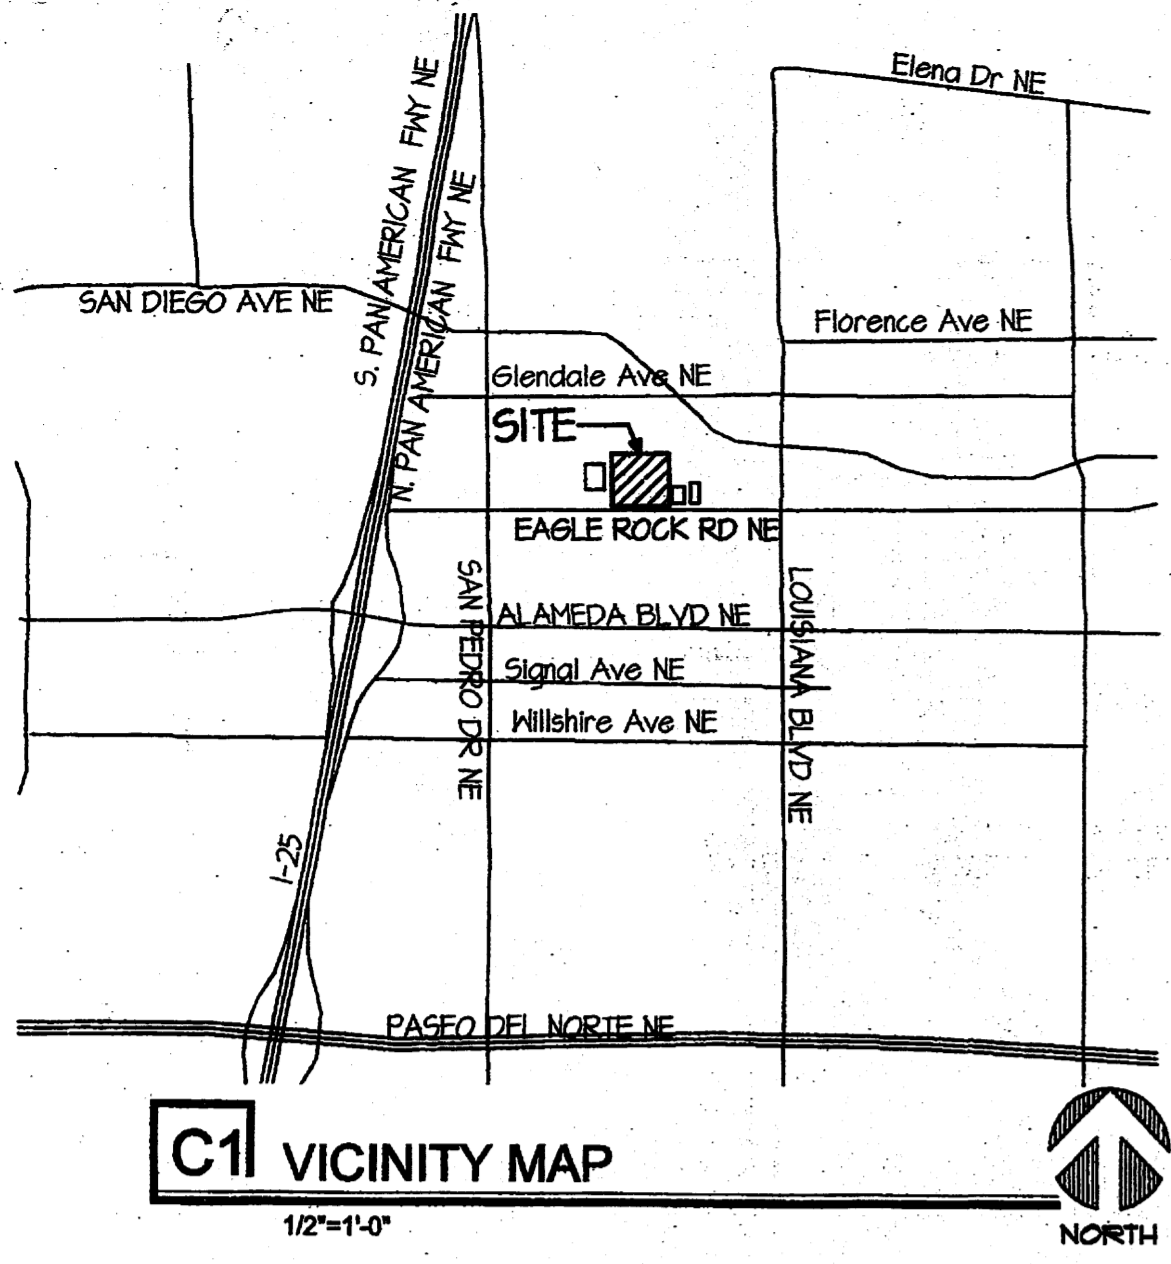 Elena Dr NE
S. PAN AMERICAN FWY NE
N. PAN AMERICAN FWY NE
SAN DIEGO AVE NE
Florence Ave NE
Glendale Ave NE
SITE
EAGLE ROCK RD NE
SAN PEDRO DR NE
LOUISIANA BLVD NE
ALAMEDA BLVD NE
Signal Ave NE
Willshire Ave NE
I-25
PASEO DEL NORTE NE
C1 VICINITY MAP
1/2"=1'-0"
NORTH